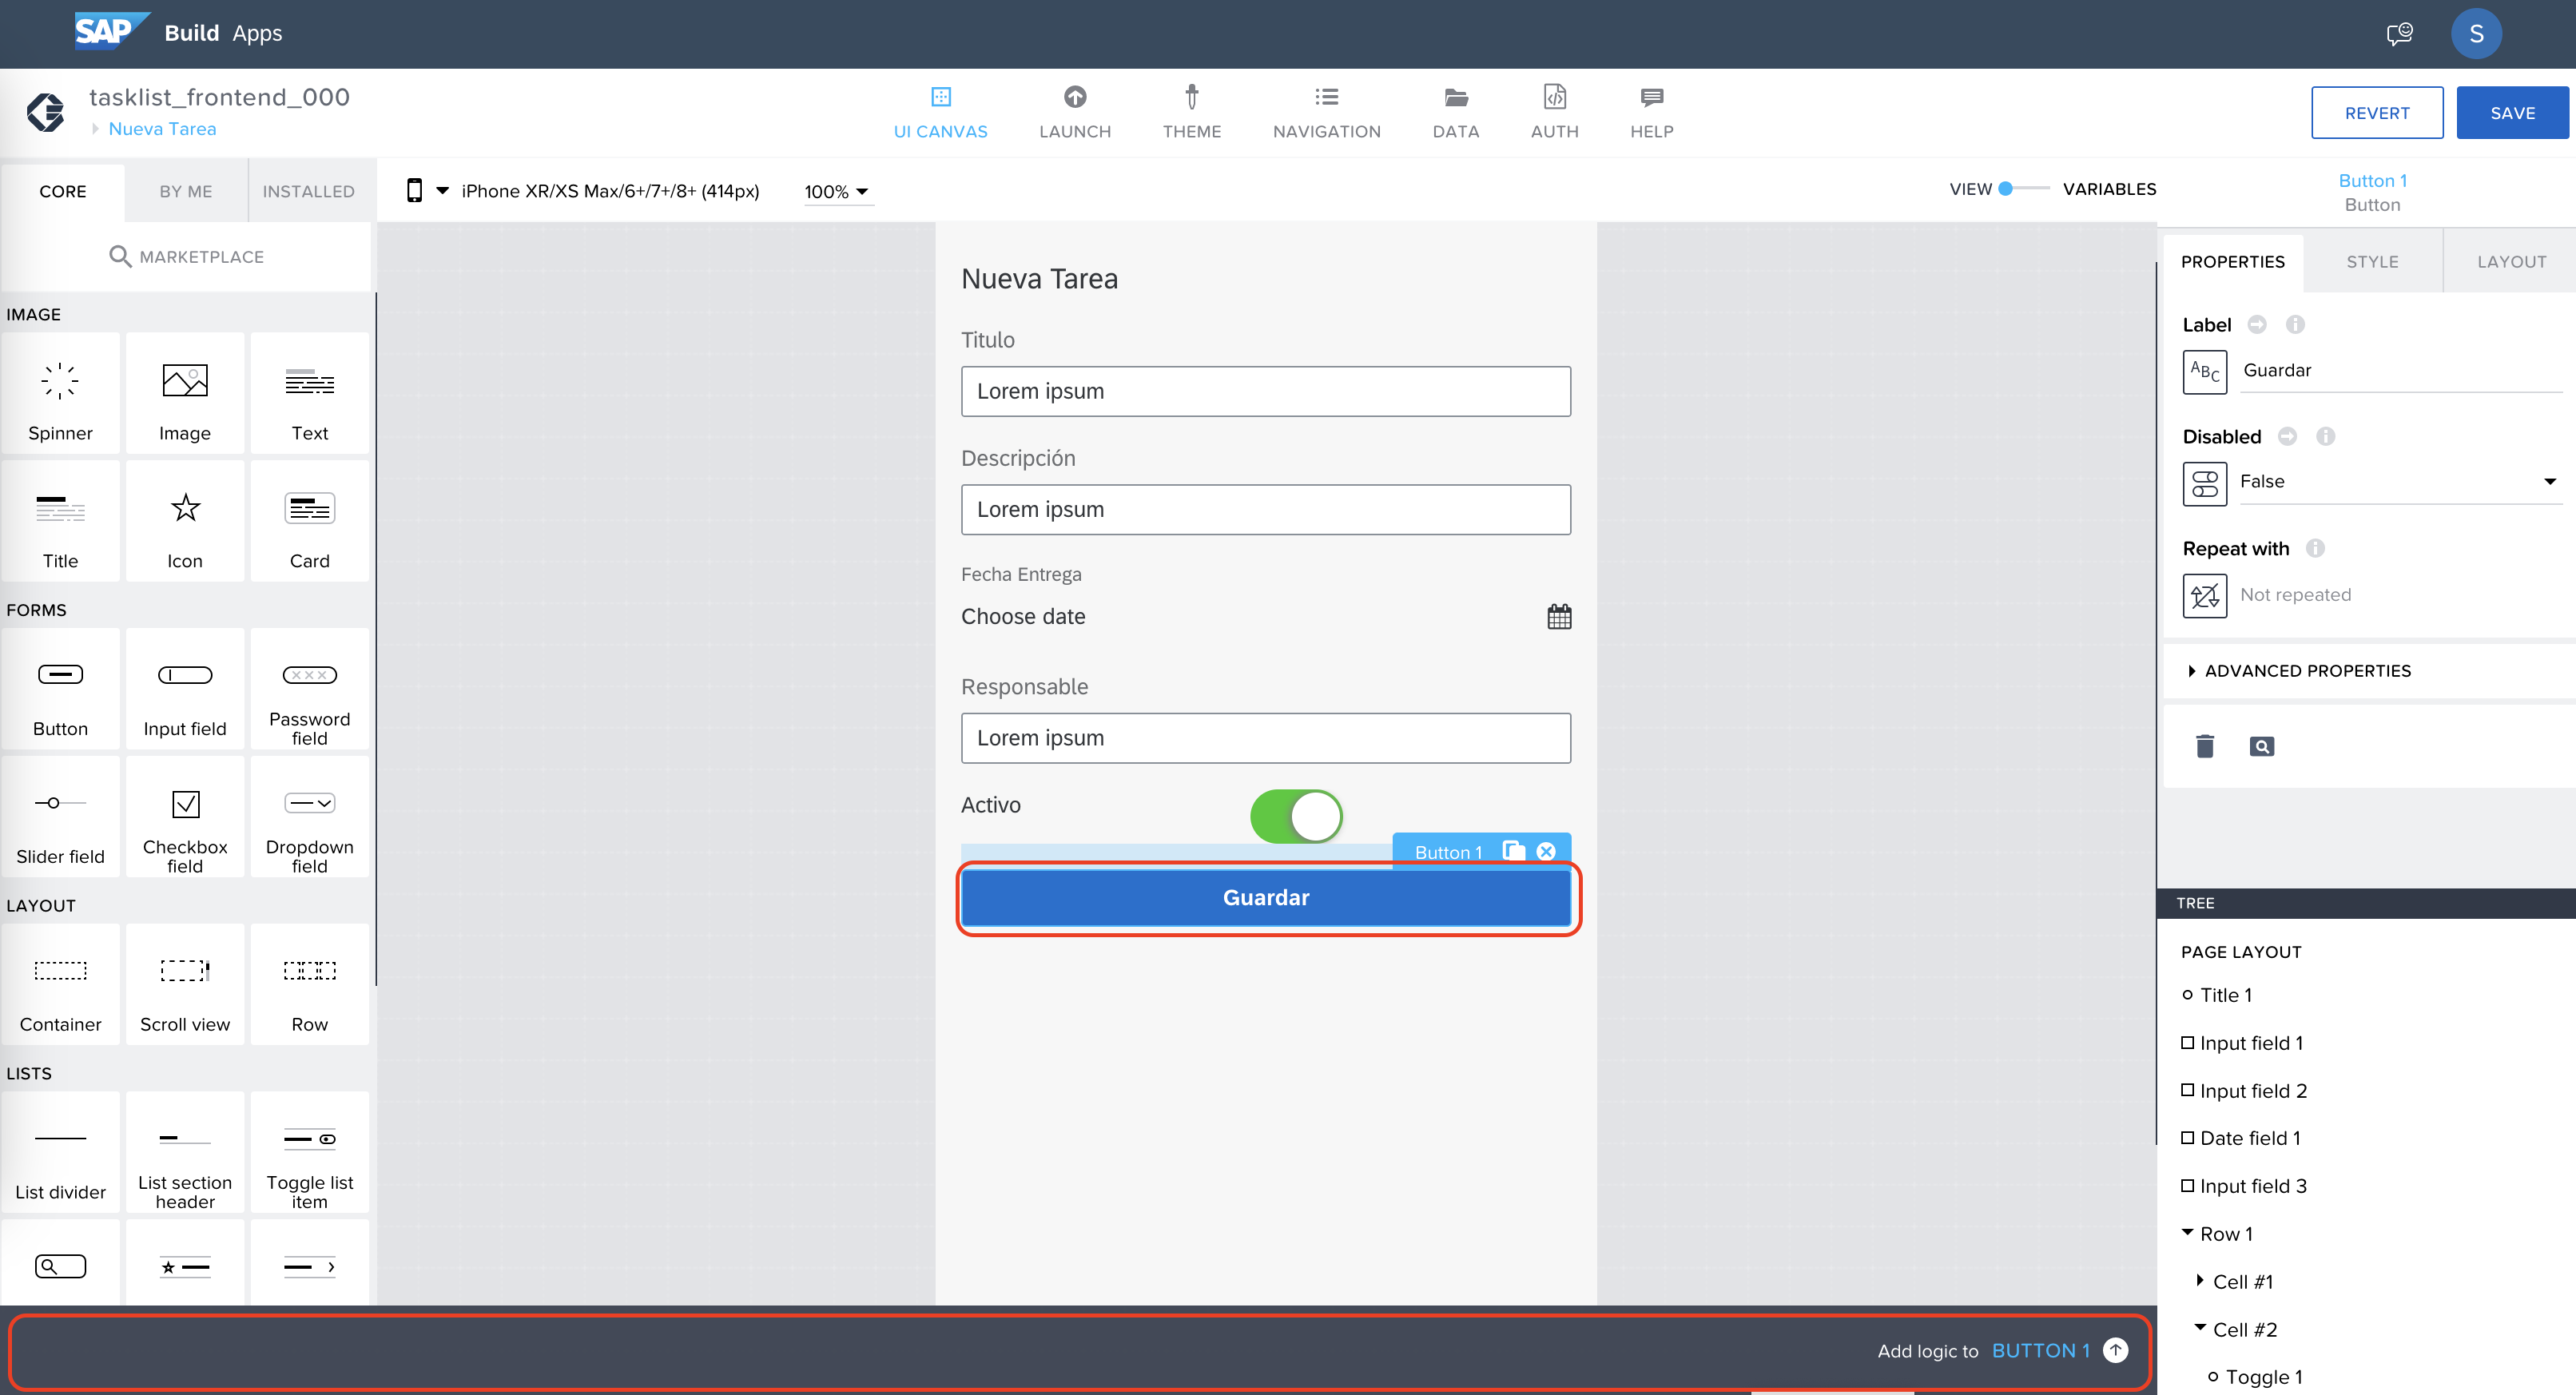 SAP Build Apps
S
tasklist_frontend_000
Nueva Tarea
UI CANVAS
LAUNCH
THEME
NAVIGATION
DATA
AUTH
HELP
REVERT
SAVE
CORE
BY ME
INSTALLED
iPhone XR/XS Max/6+/7+/8+ (414px)
100%
VIEW
VARIABLES
Button 1
Button
MARKETPLACE
PROPERTIES
STYLE
LAYOUT
IMAGE
Spinner
Image
Text
Title
Icon
Card
FORMS
Button
Input field
Password
field
Slider field
Checkbox
field
Dropdown
field
LAYOUT
Container
Scroll view
Row
LISTS
List divider
List section
header
Toggle list
item
Nueva Tarea
Titulo
Lorem ipsum
Descripción
Lorem ipsum
Fecha Entrega
Choose date
Responsable
Lorem ipsum
Activo
Button 1
Guardar
Label
ABC
Guardar
Disabled
False
Repeat with
Not repeated
ADVANCED PROPERTIES
TREE
PAGE LAYOUT
Title 1
Input field 1
Input field 2
Date field 1
Input field 3
Row 1
Cell #1
Cell #2
Toggle 1
Add logic to BUTTON 1